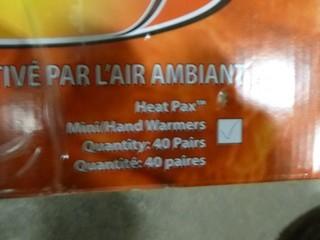 TIVÉ PAR L'AIR AMBIANT
Heat Pax™
Mini/Hand Warmers
Quantity: 40 Pairs
Quantité: 40 paires